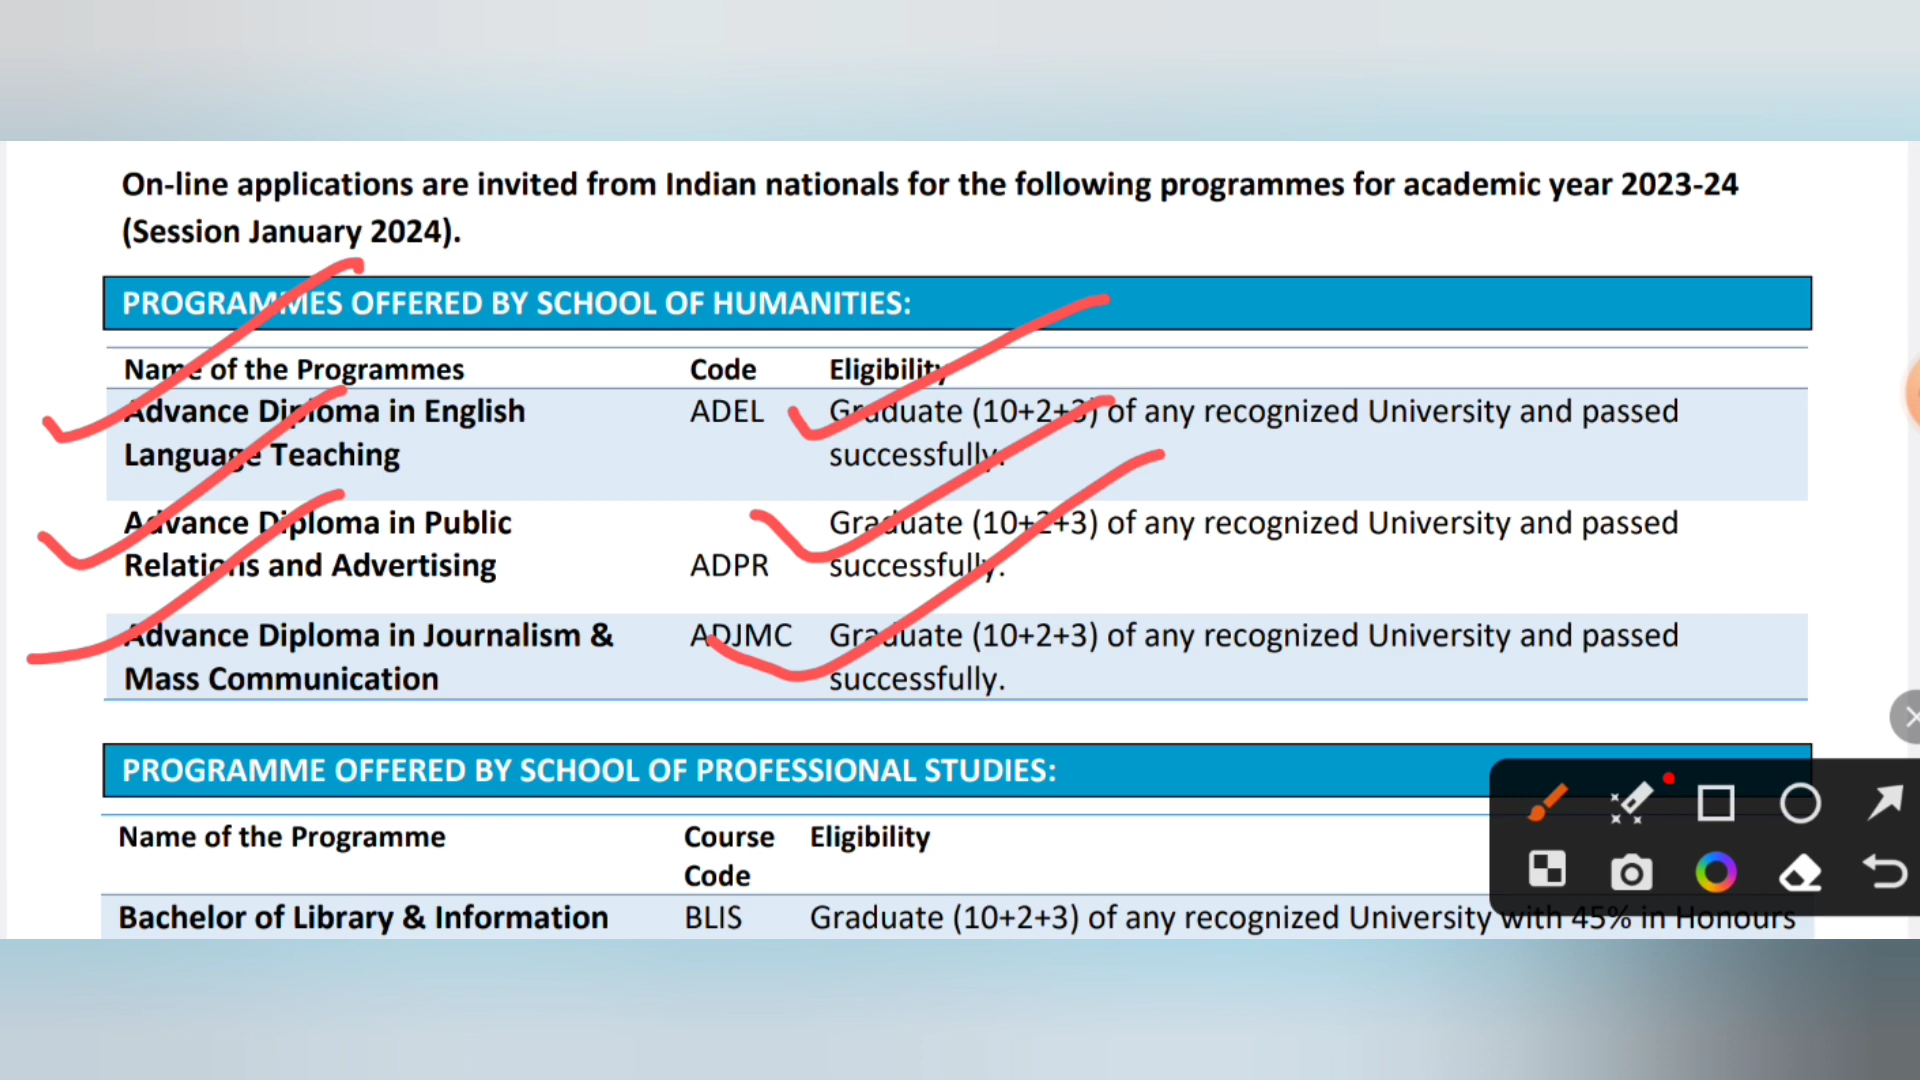 On-line applications are invited from Indian nationals for the following programmes for academic year 2023-24
(Session January 2024).
PROGRAMMES OFFERED BY SCHOOL OF HUMANITIES:
Name of the Programmes Code Eligibility
Advance Diploma in English ADEL Graduate (10+2+3) of any recognized University and passed
Language Teaching successfully.
Advance Diploma in Public Graduate (10+2+3) of any recognized University and passed
Relations and Advertising ADPR successfully.
Advance Diploma in Journalism & ADJMC Graduate (10+2+3) of any recognized University and passed
Mass Communication successfully.
PROGRAMME OFFERED BY SCHOOL OF PROFESSIONAL STUDIES:
Name of the Programme Course Eligibility
Code
Bachelor of Library & Information BLIS Graduate (10+2+3) of any recognized University with 45% in Honours